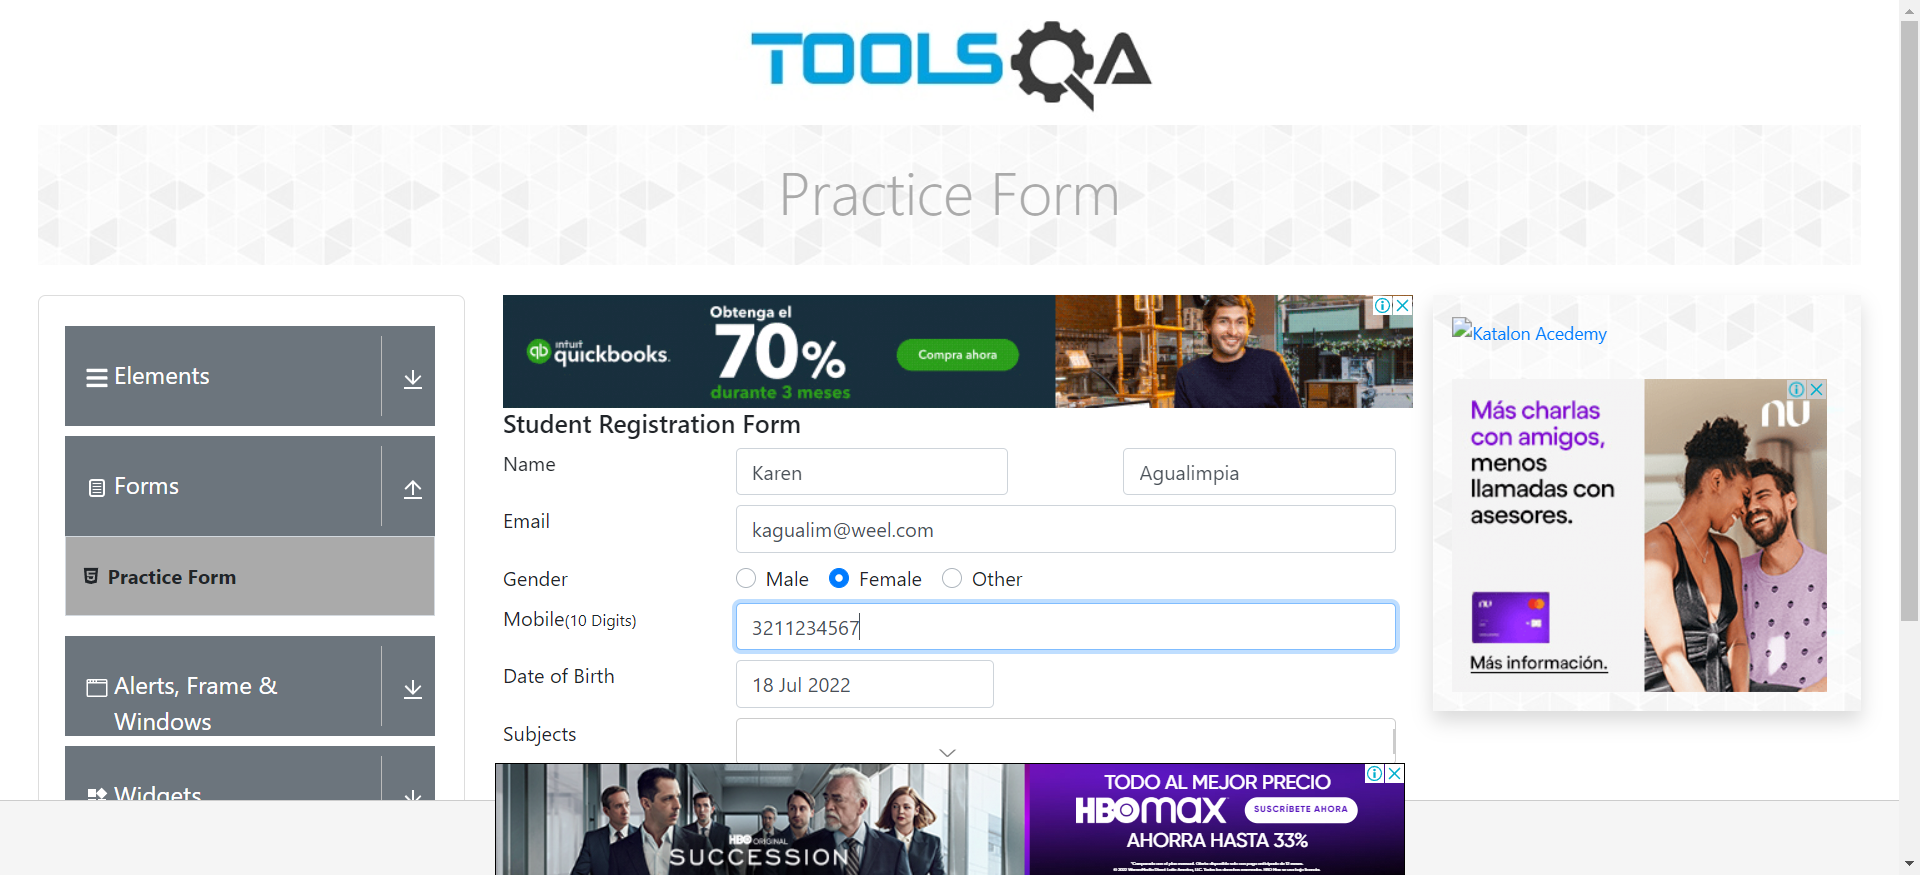 TOOLSQA
Practice Form
Elements
Forms
Practice Form
Alerts, Frame &
Windows
Widgets
intuit
quickbooks.
Obtenga el
70%
durante 3 meses
Compra ahora
Student Registration Form
Name
Karen
Agualimpia
Email
kagualim@weel.com
Gender
Male
Female
Other
Mobile(10 Digits)
3211234567
Date of Birth
18 Jul 2022
Subjects
Katalon Acedemy
Más charlas
con amigos,
menos
llamadas con
asesores.
nu
nu
Más información.
HBO ORIGINAL
SUCCESSION
TODO AL MEJOR PRECIO
HBOMAX
SUSCRÍBETE AHORA
AHORRA HASTA 33%